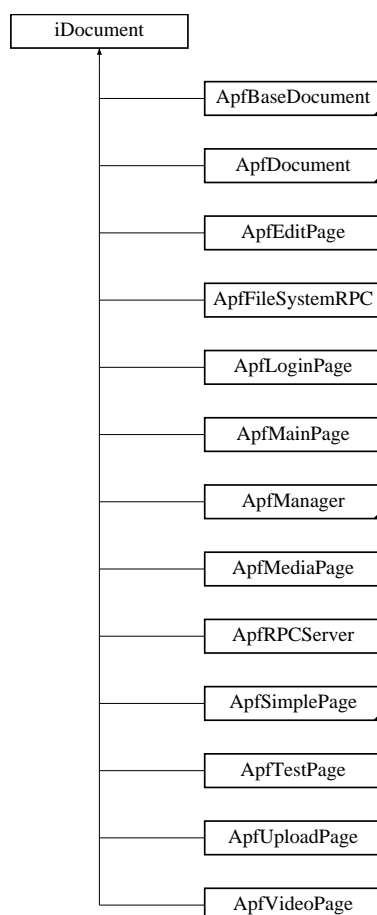 iDocument
ApfBaseDocument
ApfDocument
ApfEditPage
ApfFileSystemRPC
ApfLoginPage
ApfMainPage
ApfManager
ApfMediaPage
ApfRPCServer
ApfSimplePage
ApfTestPage
ApfUploadPage
ApfVideoPage